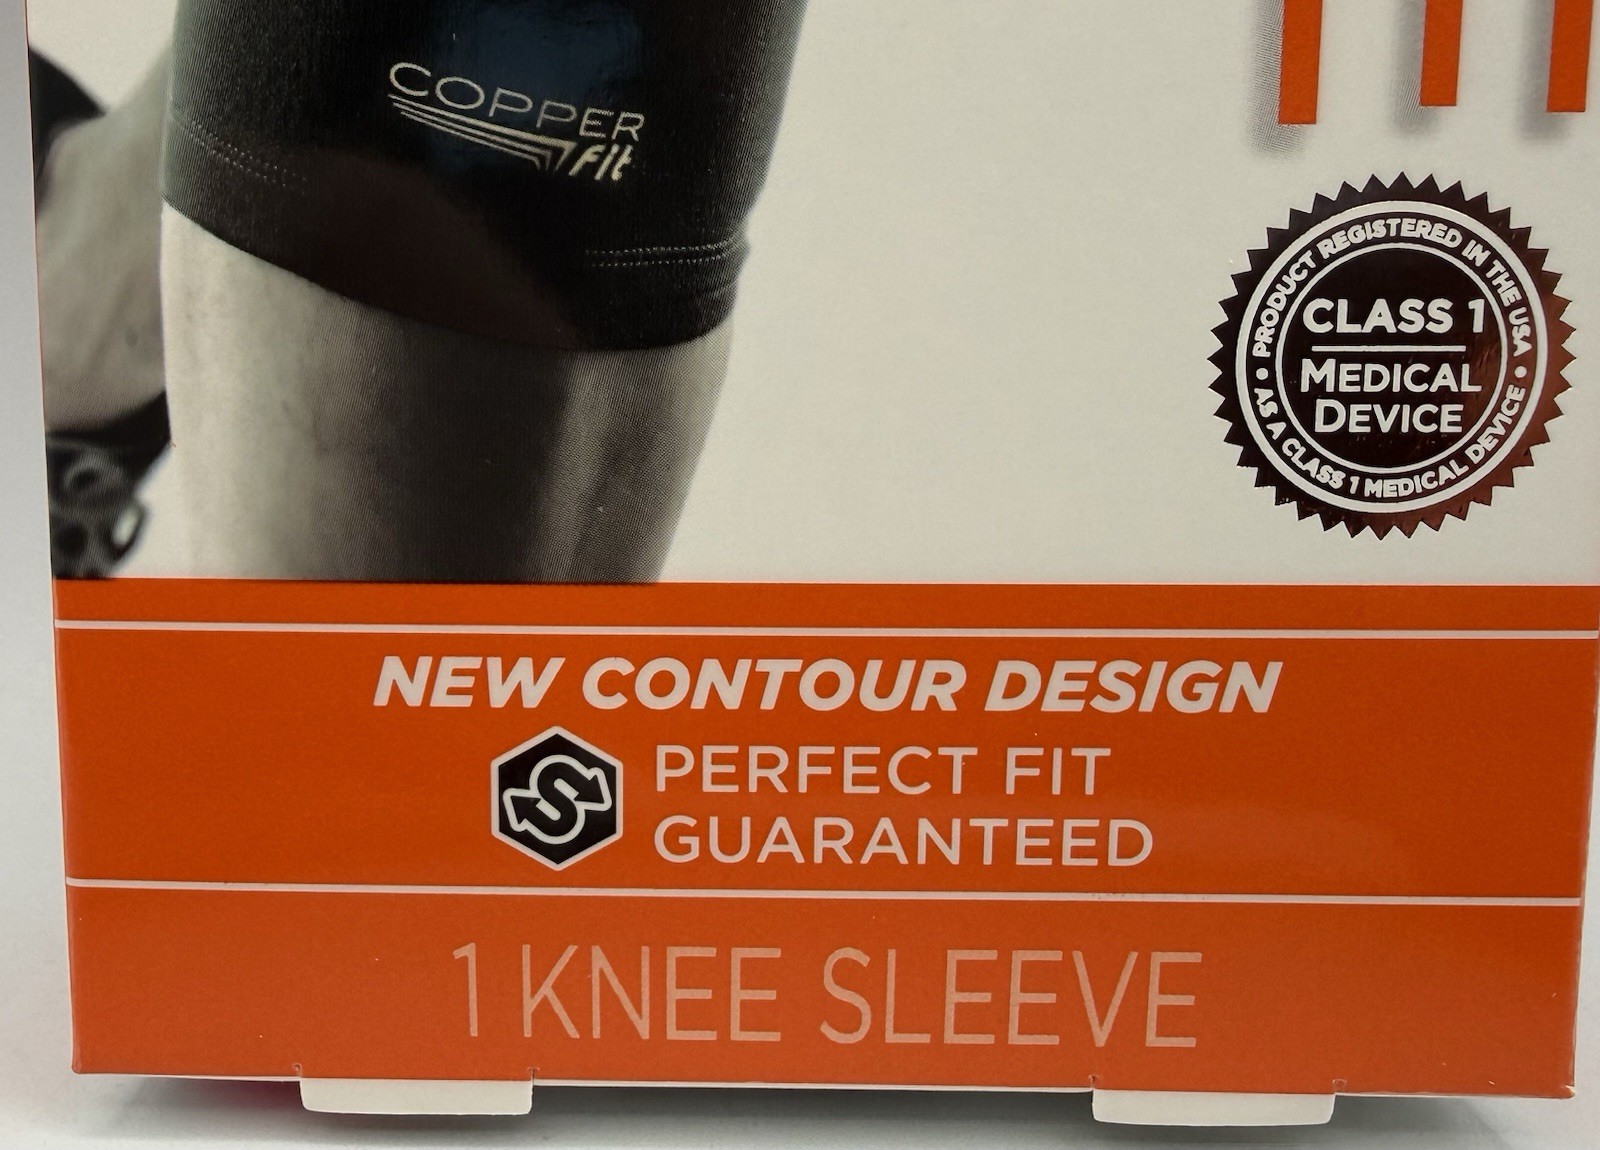 COPPER
fit
PRODUCT REGISTERED IN THE USA
CLASS 1
MEDICAL
DEVICE
• AS A CLASS 1 MEDICAL DEVICE •
NEW CONTOUR DESIGN
S
PERFECT FIT
GUARANTEED
1 KNEE SLEEVE